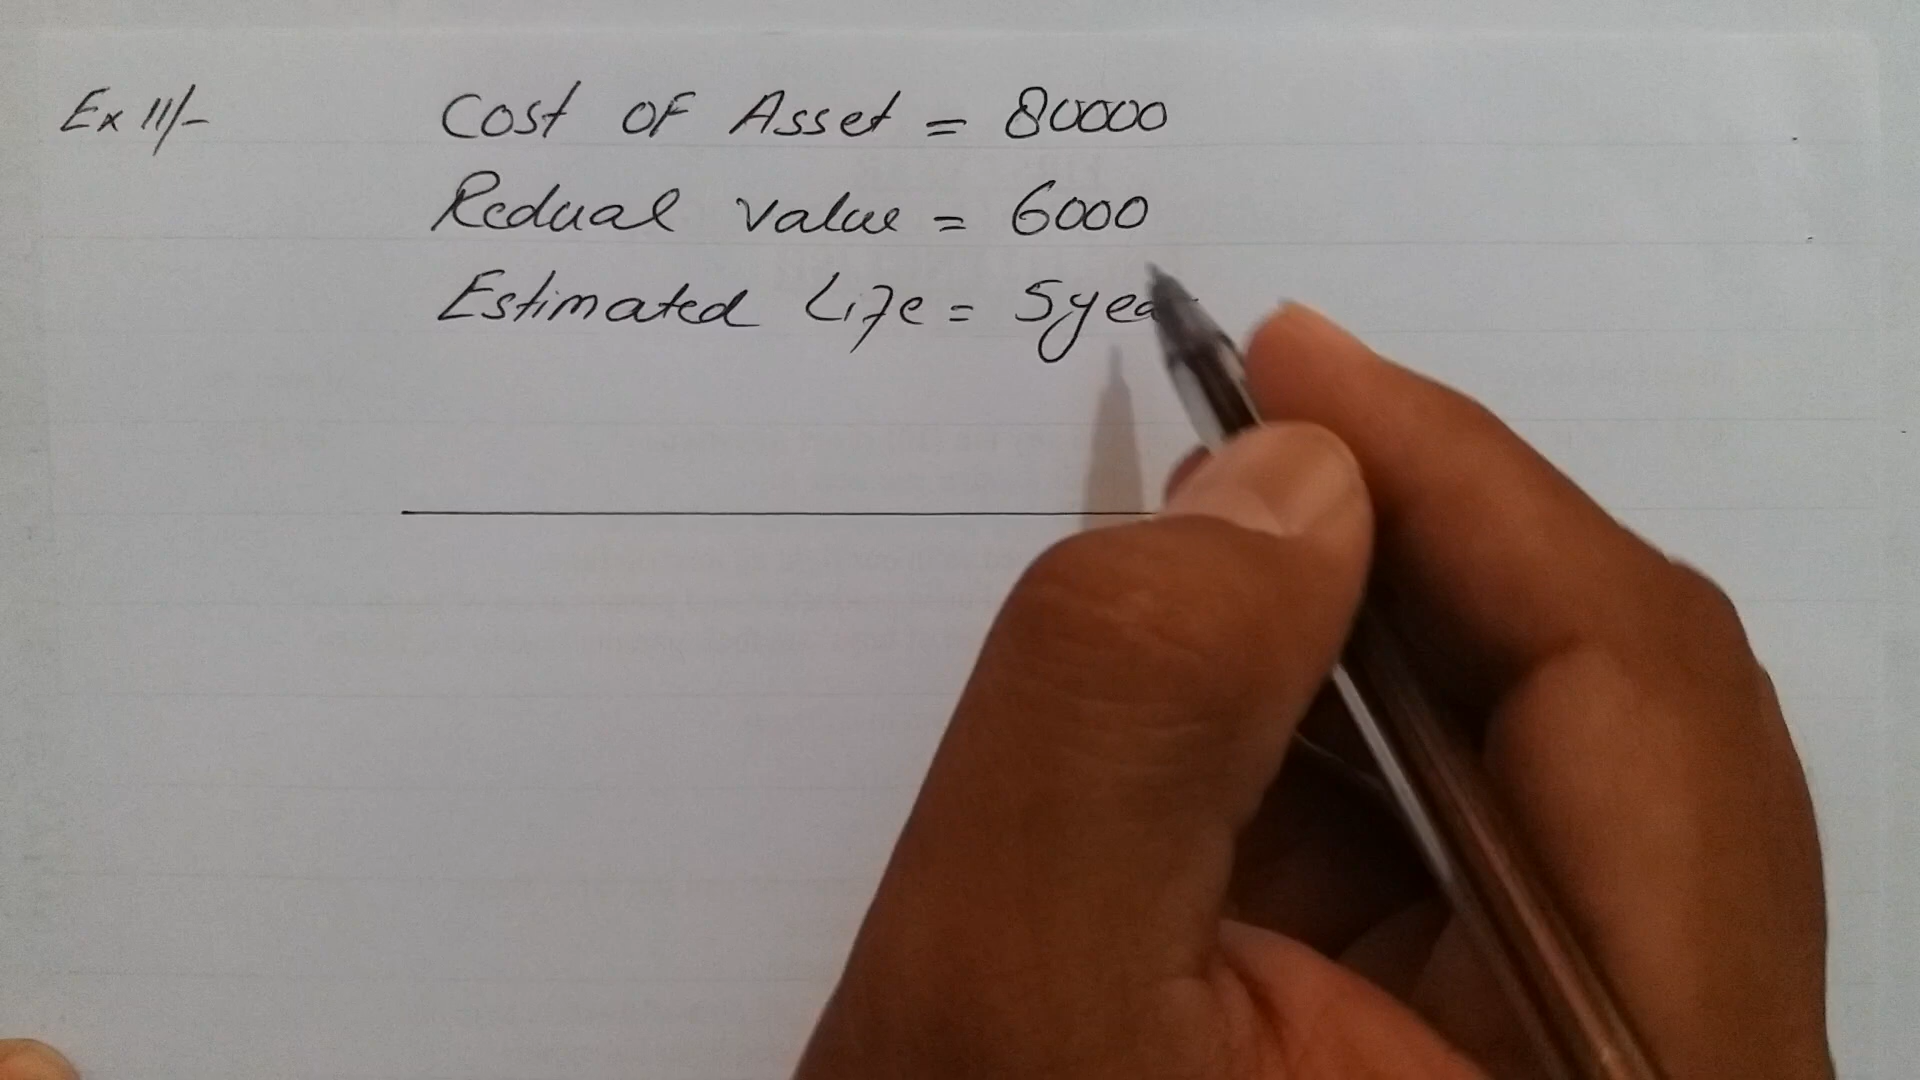 Ex 11/-
Cost OF Asset = 80000
Redual value = 6000
Estimated Life = 5yea